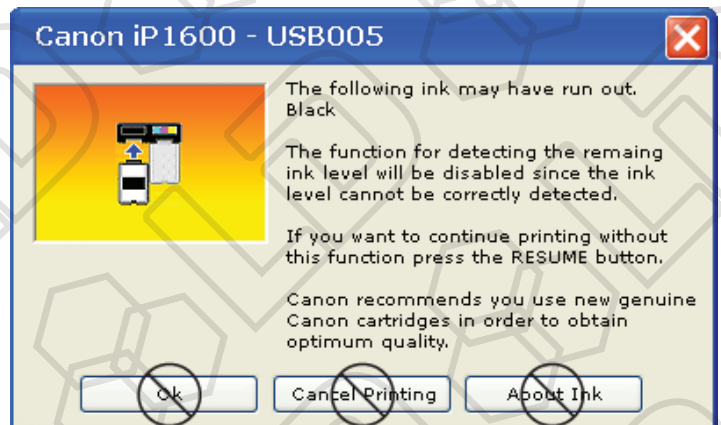 Canon iP1600 - USB005
The following ink may have run out.
Black
The function for detecting the remaing
ink level will be disabled since the ink
level cannot be correctly detected.
If you want to continue printing without
this function press the RESUME button.
Canon recommends you use new genuine
Canon cartridges in order to obtain
optimum quality.
Ok
Cancel Printing
About Ink